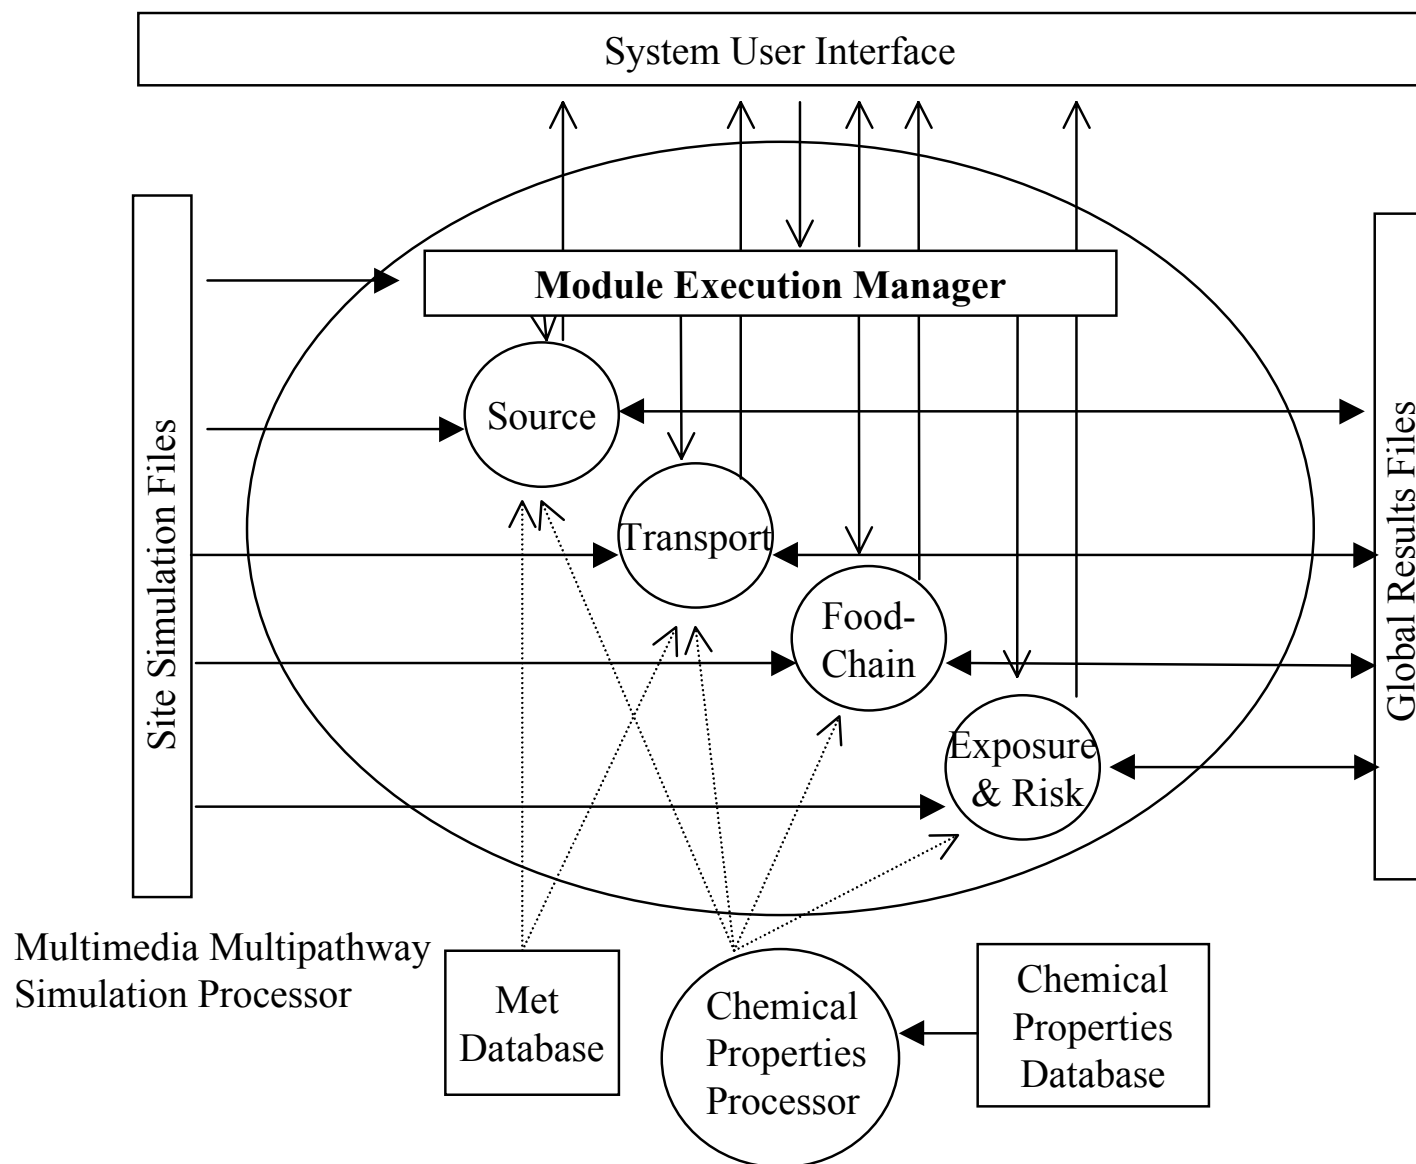 System User Interface
Module Execution Manager
Site Simulation Files
Source
Transport
Food-
Chain
Exposure
& Risk
Global Results Files
Multimedia Multipathway
Simulation Processor
Met
Database
Chemical
Properties
Processor
Chemical
Properties
Database